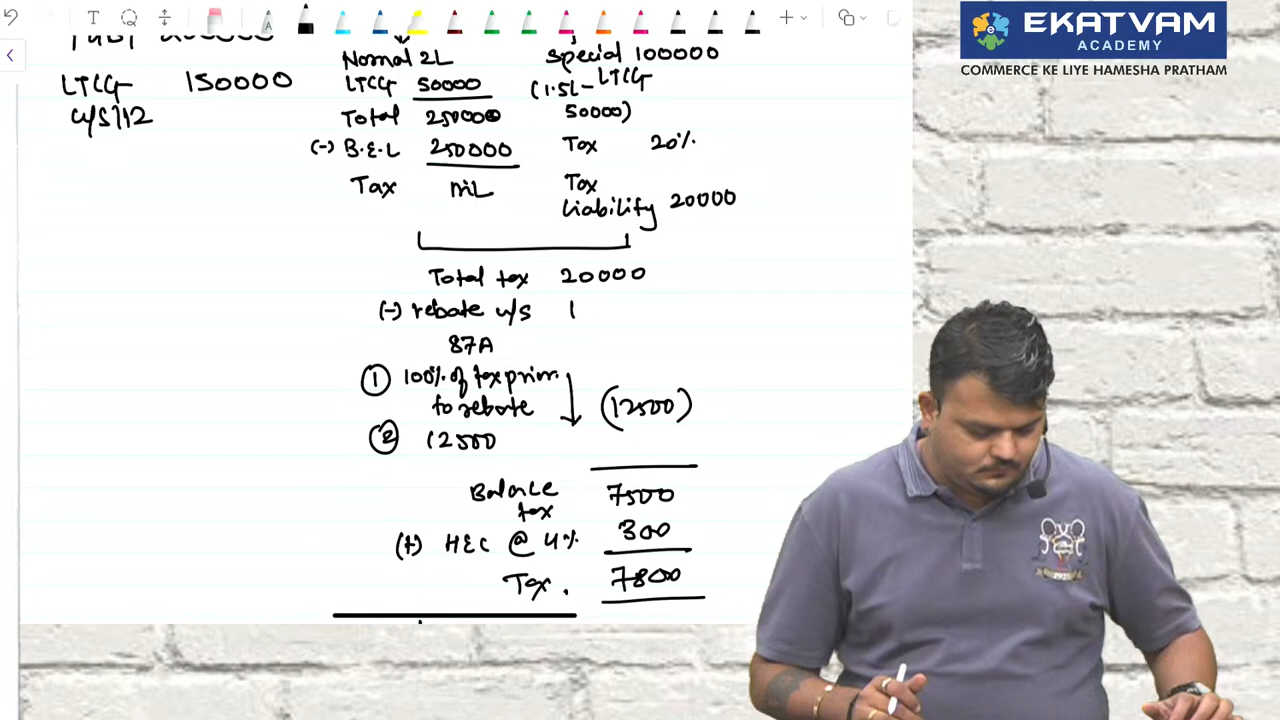 EKATVAM
ACADEMY
COMMERCE KE LIYE HAMESHA PRATHAM
LTCG 150000
u/s 112
Normal 2L
LTCG 50000
Total 250000
(-) B.E.L 250000
Tax NiL
Special 100000
(1.5L- LTCG
50000)
Tax 20%
Tax
Liability 20000
Total tax 20000
(-) rebate u/s
87A
① 100% of tax prior
to rebate
(12500)
② 12500
Balance 7500
tax
(+) HEC @ 4% 300
Tax. 7800